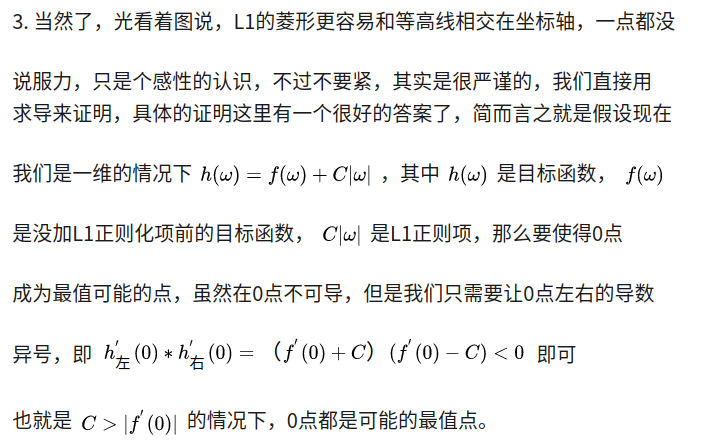 3. 当然了，光看着图说，L1的菱形更容易和等高线相交在坐标轴，一点都没
说服力，只是个感性的认识，不过不要紧，其实是很严谨的，我们直接用
求导来证明，具体的证明这里有一个很好的答案了，简而言之就是假设现在
我们是一维的情况下 h(ω) = f(ω) + C|ω| ，其中 h(ω) 是目标函数， f(ω)
是没加L1正则化项前的目标函数， C|ω| 是L1正则项，那么要使得0点
成为最值可能的点，虽然在0点不可导，但是我们只需要让0点左右的导数
异号，即 h′左(0) ∗ h′右(0) = （f′(0) + C）(f′(0) − C) < 0 即可
也就是 C > |f′(0)| 的情况下，0点都是可能的最值点。